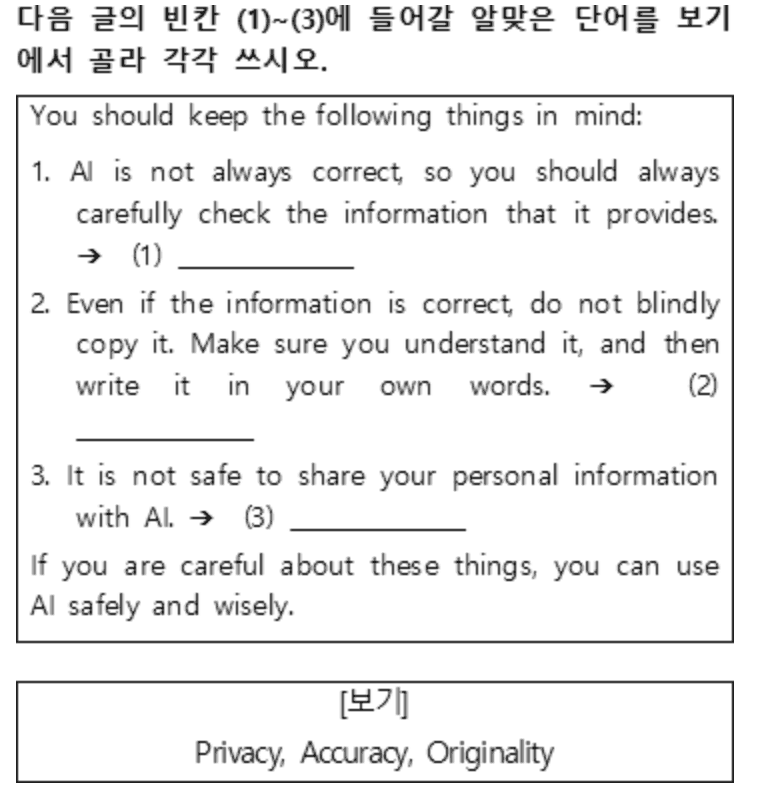 다음 글의 빈칸 (1)~(3)에 들어갈 알맞은 단어를 보기
에서 골라 각각 쓰시오.
You should keep the following things in mind:
1. AI is not always correct, so you should always
carefully check the information that it provides.
➔ (1) ____________
2. Even if the information is correct, do not blindly
copy it. Make sure you understand it, and then
write it in your own words. ➔ (2)
____________
3. It is not safe to share your personal information
with AI. ➔ (3) ____________
If you are careful about these things, you can use
AI safely and wisely.
[보기]
Privacy, Accuracy, Originality